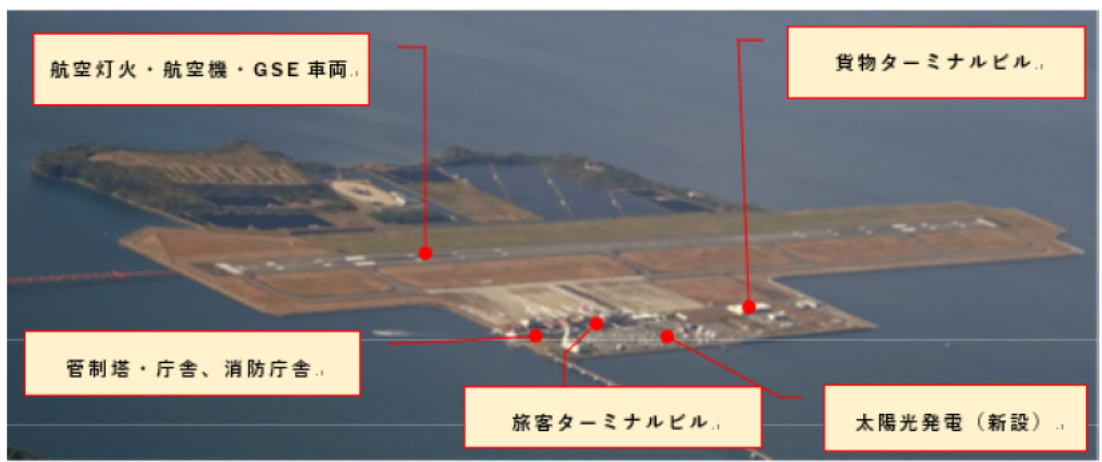 航空灯火・航空機・GSE 車両
貨物ターミナルビル
管制塔・庁舎、消防庁舎
旅客ターミナルビル
太陽光発電(新設)